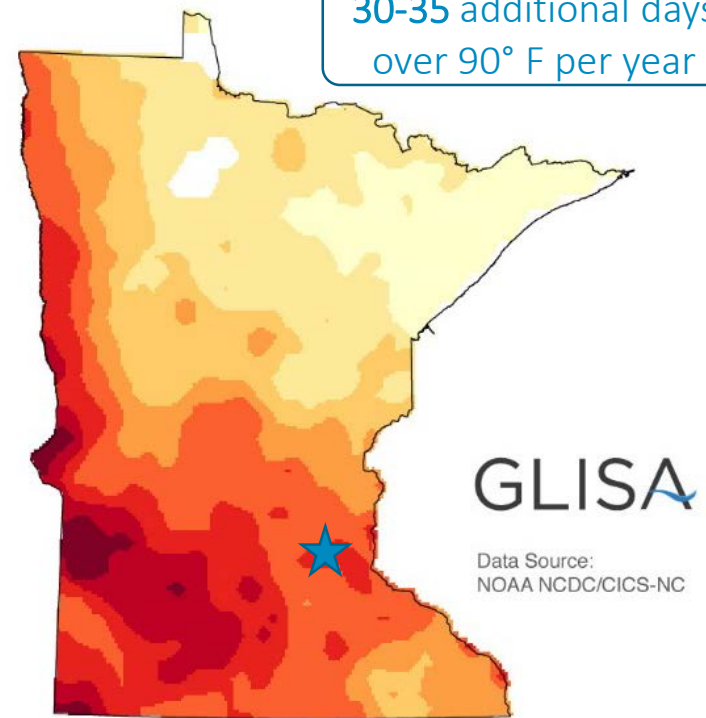 30-35 additional days
over 90° F per year
GLISA
Data Source:
NOAA NCDC/CICS-NC